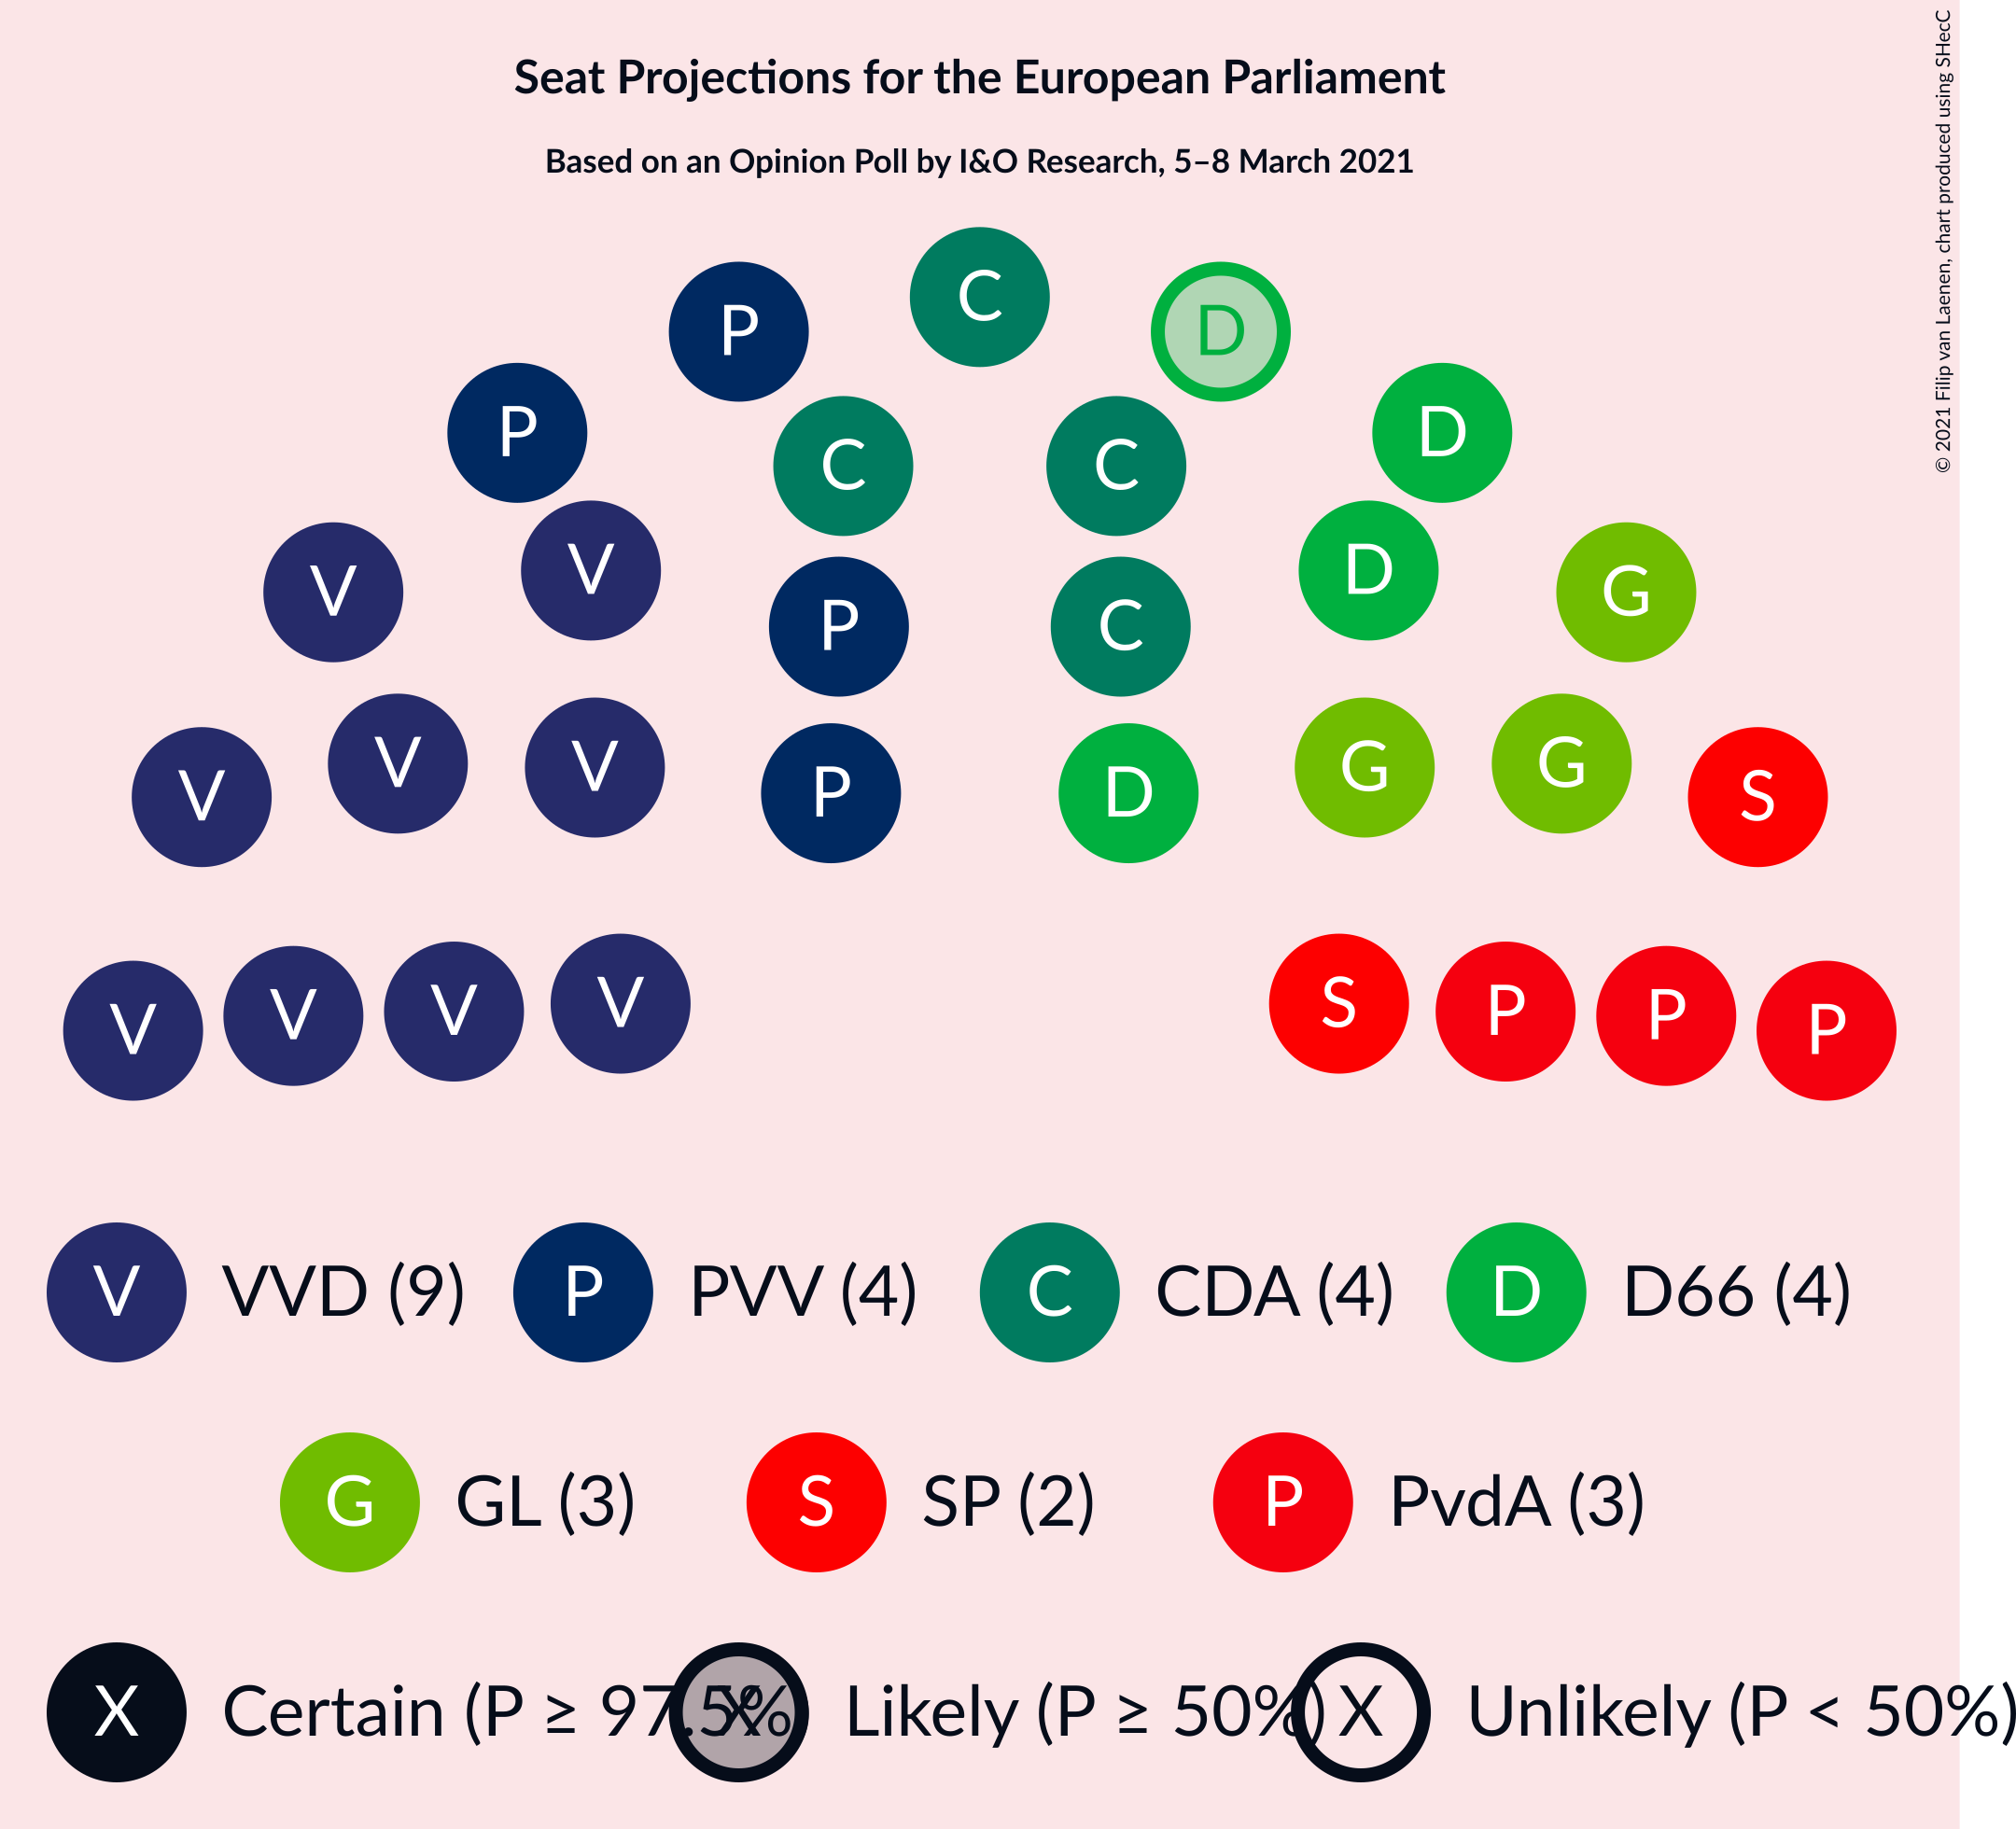 Seat Projections for the European Parliament
Based on an Opinion Poll by I&O Research, 5–8 March 2021
© 2021 Filip van Laenen, chart produced using SHecC
C
P D
P D
C C
V V D G
P C
V V V G G S
P D
V V V V S P P P
V VVD (9) P PVV (4) C CDA (4) D D66 (4)
G GL (3) S SP (2) P PvdA (3)
X Certain (P ≥ 97.5% X Likely (P ≥ 50%) X Unlikely (P < 50%)